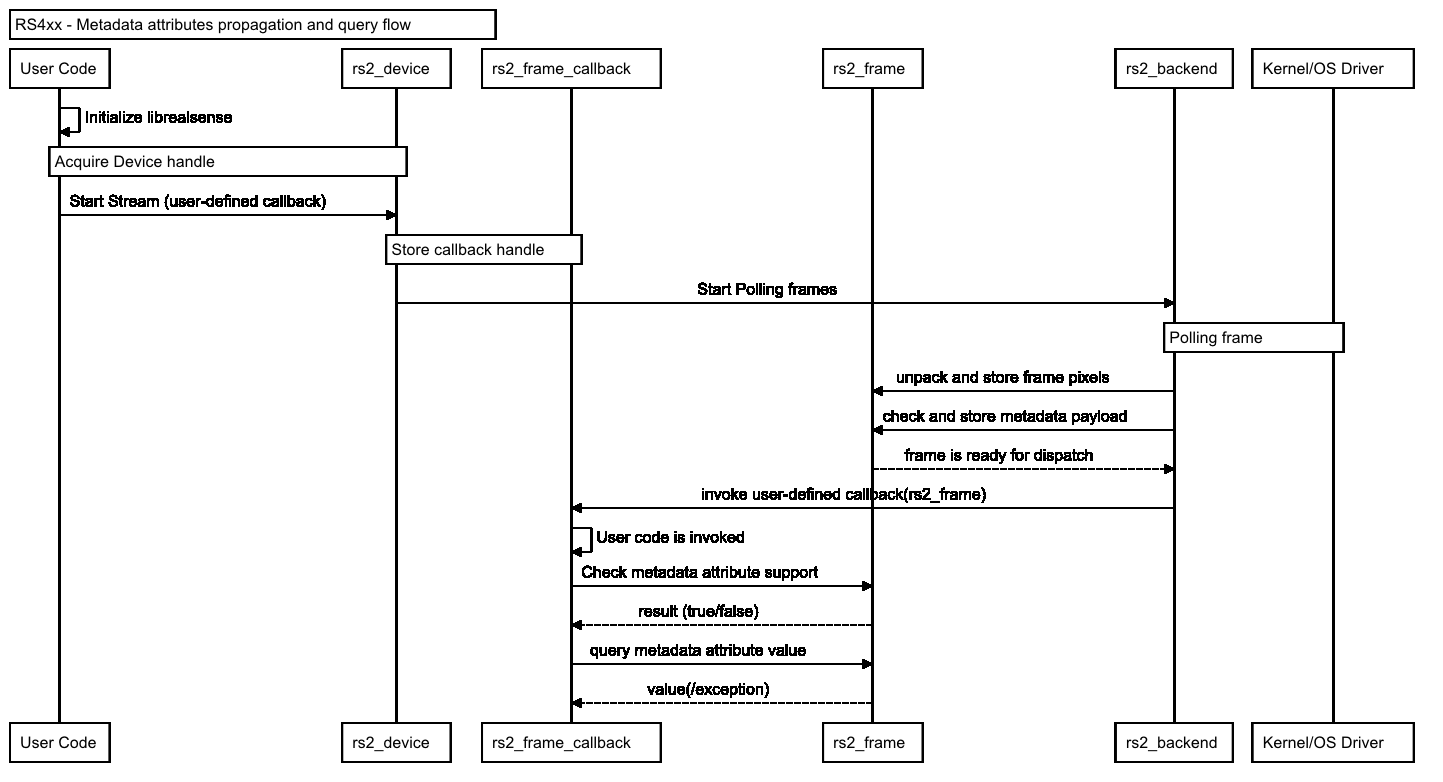 RS4xx - Metadata attributes propagation and query flow
User Code
rs2_device
rs2_frame_callback
rs2_frame
rs2_backend
Kernel/OS Driver
Initialize librealsense
Acquire Device handle
Start Stream (user-defined callback)
Store callback handle
Start Polling frames
Polling frame
unpack and store frame pixels
check and store metadata payload
frame is ready for dispatch
invoke user-defined callback(rs2_frame)
User code is invoked
Check metadata attribute support
result (true/false)
query metadata attribute value
value(/exception)
User Code
rs2_device
rs2_frame_callback
rs2_frame
rs2_backend
Kernel/OS Driver